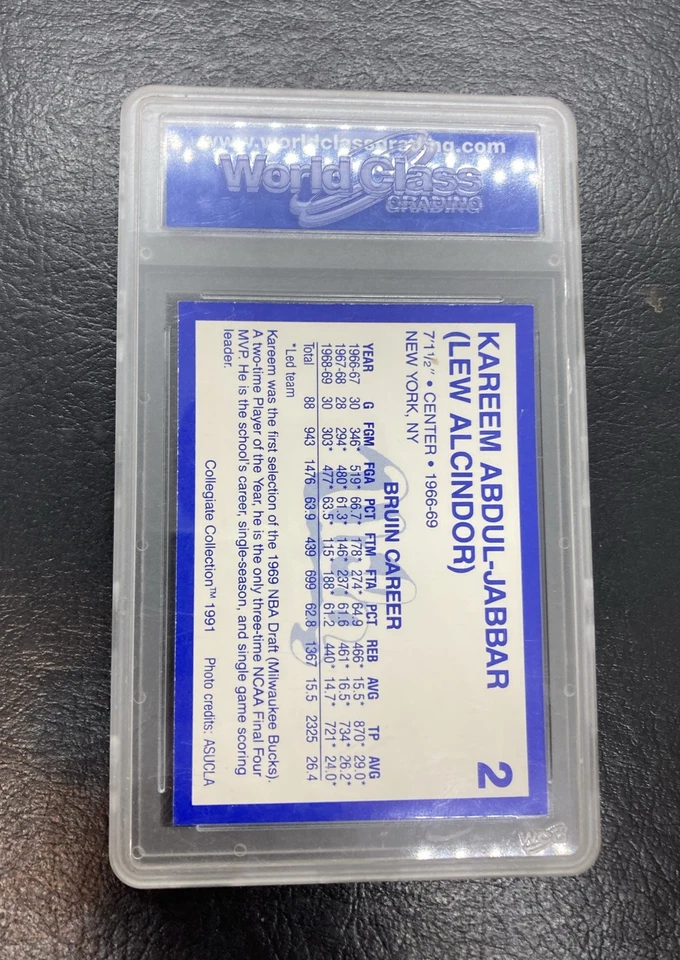 www.worldclassgrading.com
World Class
GRADING
KAREEM ABDUL-JABBAR 2
(LEW ALCINDOR)
7'1½" • CENTER • 1966-69
NEW YORK, NY
BRUIN CAREER
YEAR G FGM FGA PCT FTM FTA PCT REB AVG TP AVG
1966-67 30 346* 519* 66.7* 178* 274* 64.9 466* 15.5* 870* 29.0*
1967-68 28 294* 480* 61.3* 146* 237* 61.6 461* 16.5* 734* 26.2*
1968-69 30 303* 477* 63.5* 115* 188* 61.2 440* 14.7* 721* 24.0*
Total 88 943 1476 63.9 439 699 62.8 1367 15.5 2325 26.4
*Led team
Kareem was the first selection of the 1969 NBA Draft (Milwaukee Bucks).
A two-time Player of the Year, he is the only three-time NCAA Final Four
MVP. He is the school's career, single-season, and single game scoring
leader.
Collegiate Collection™ 1991 Photo credits: ASUCLA